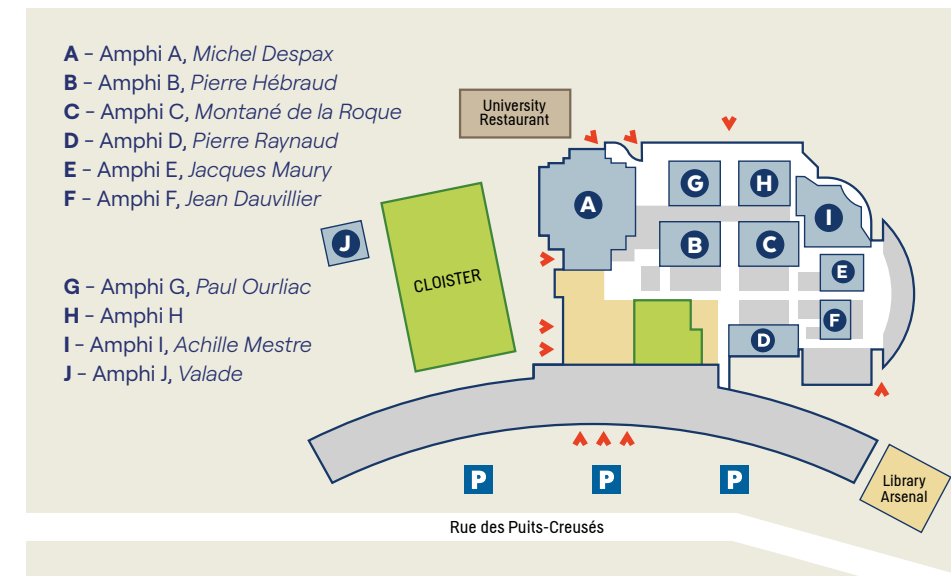 A – Amphi A, Michel Despax
B – Amphi B, Pierre Hébraud
C – Amphi C, Montané de la Roque
D – Amphi D, Pierre Raynaud
E – Amphi E, Jacques Maury
F – Amphi F, Jean Dauvillier
G – Amphi G, Paul Ourliac
H – Amphi H
I – Amphi I, Achille Mestre
J – Amphi J, Valade
University
Restaurant
G
H
A
I
J
B
C
CLOISTER
E
F
D
P
P
P
Library
Arsenal
Rue des Puits-Creusés